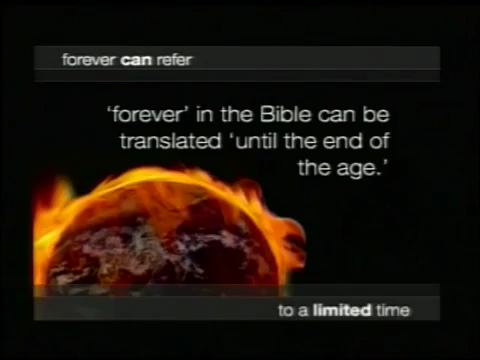 forever can refer
‘forever’ in the Bible can be
translated ‘until the end of
the age.’
to a limited time